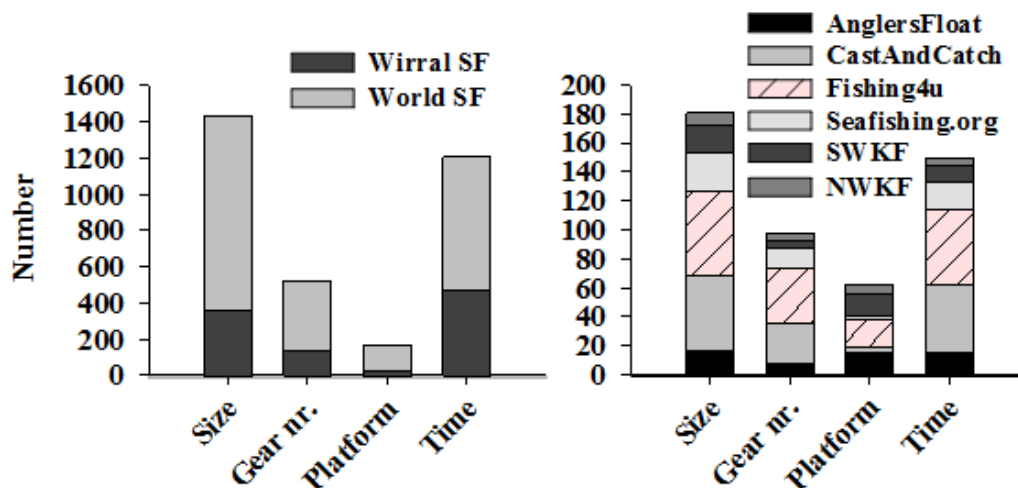 Wirral SF
World SF
Number
1600
1400
1200
1000
800
600
400
200
0
Size
Gear nr.
Platform
Time
AnglersFloat
CastAndCatch
Fishing4u
Seafishing.org
SWKF
NWKF
200
180
160
140
120
100
80
60
40
20
0
Size
Gear nr.
Platform
Time